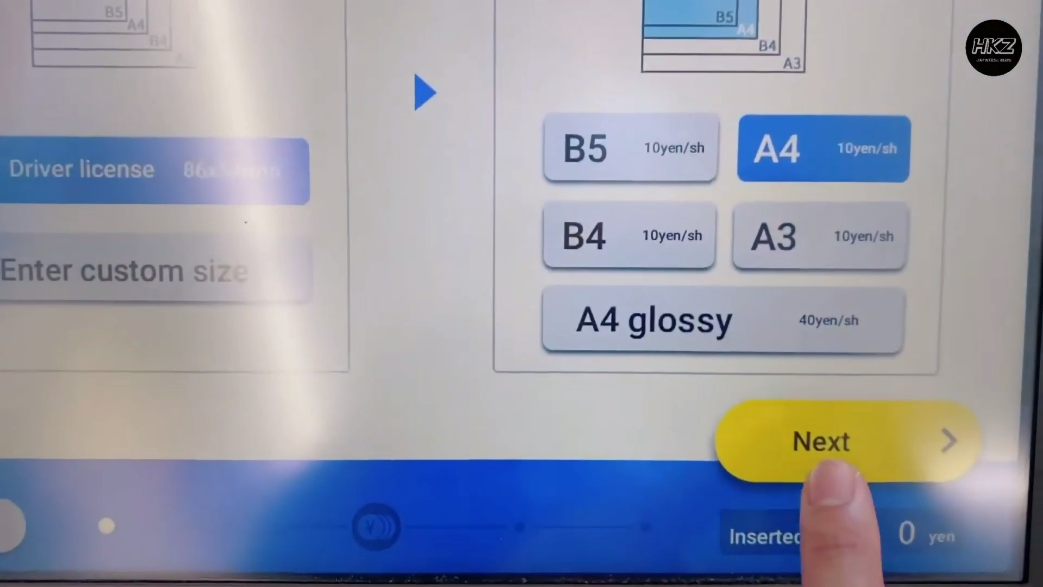 B5
A4
B4
B5
A4
B4
A3
Driver license
Enter custom size
B5 10yen/sh
A4 10yen/sh
B4 10yen/sh
A3 10yen/sh
A4 glossy 40yen/sh
Next
Inserted
0 yen
HKZ